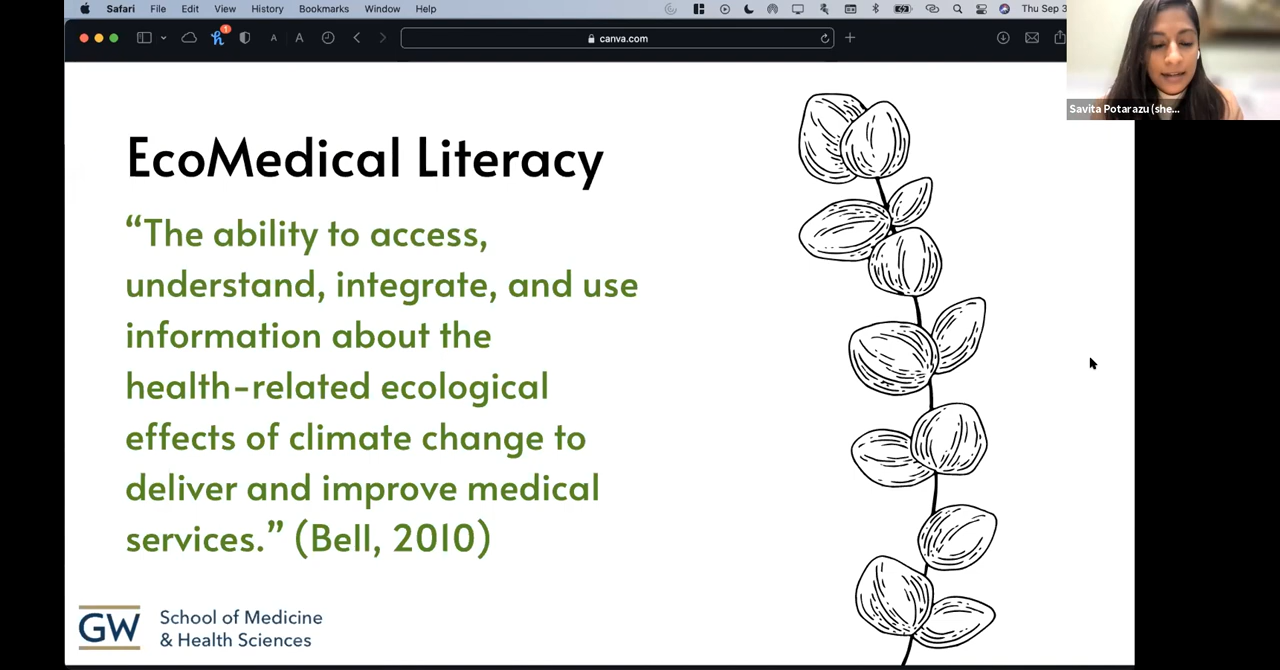 Safari File Edit View History Bookmarks Window Help Thu Sep 3
A A canva.com
1
Savita Potarazu (she...
EcoMedical Literacy
“The ability to access,
understand, integrate, and use
information about the
health-related ecological
effects of climate change to
deliver and improve medical
services.” (Bell, 2010)
GW School of Medicine
& Health Sciences